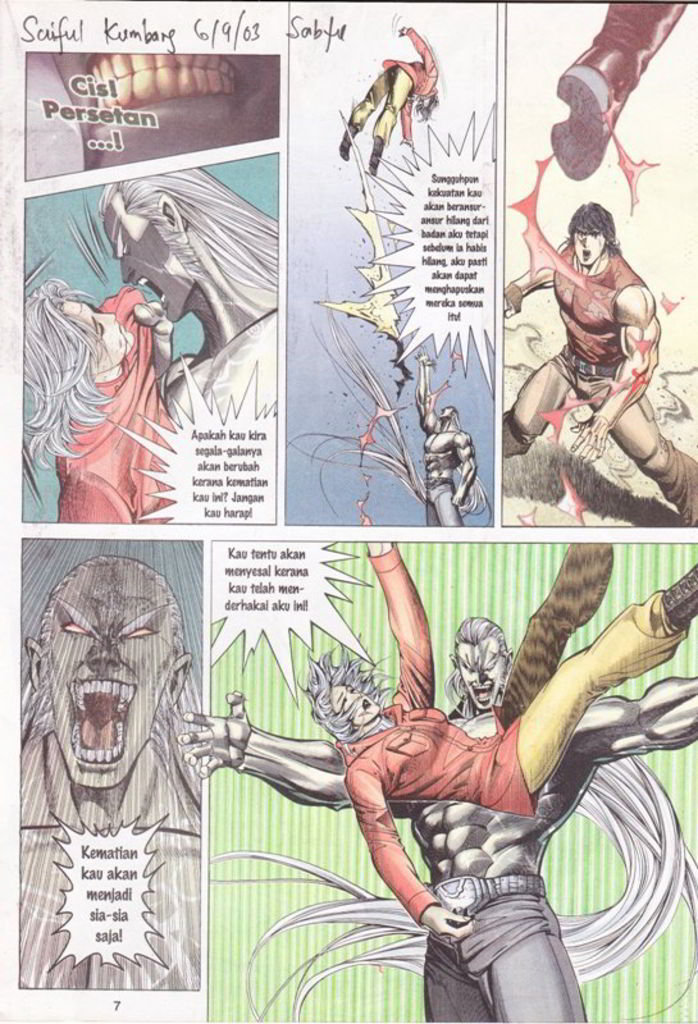 Saiful Kumbang 6/9/03 Sabfu
Cis!
Persetan
...!
Apakah kau kira
segala-galanya
akan berubah
kerana kematian
kau ini? Jangan
kau harap!
Sungguhpun
kekuatan kau
akan beransur-
ansur hilang dari
badan aku tetapi
sebelum ia habis
hilang, aku pasti
akan dapat
menghapuskan
mereka semua
itu!
Kematian
kau akan
menjadi
sia-sia
saja!
Kau tentu akan
menyesal kerana
kau telah men-
derhakai aku ini!
7